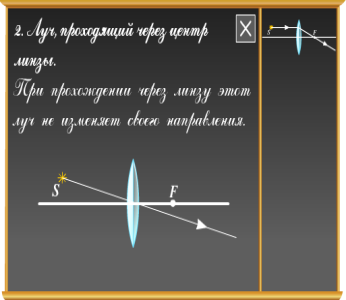 2. Луч, проходящий через центр
линзы.
При прохождении через линзу этот
луч не изменяет своего направления.
S
F
S
F